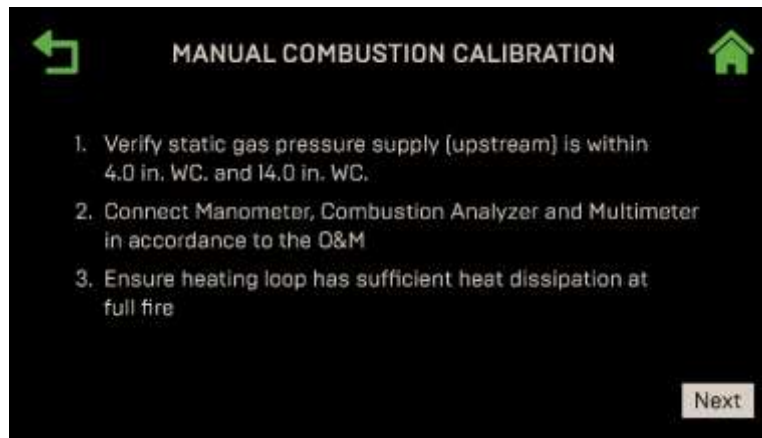 MANUAL COMBUSTION CALIBRATION
1. Verify static gas pressure supply (upstream) is within
4.0 in. WC. and 14.0 in. WC.
2. Connect Manometer, Combustion Analyzer and Multimeter
in accordance to the O&M
3. Ensure heating loop has sufficient heat dissipation at
full fire
Next